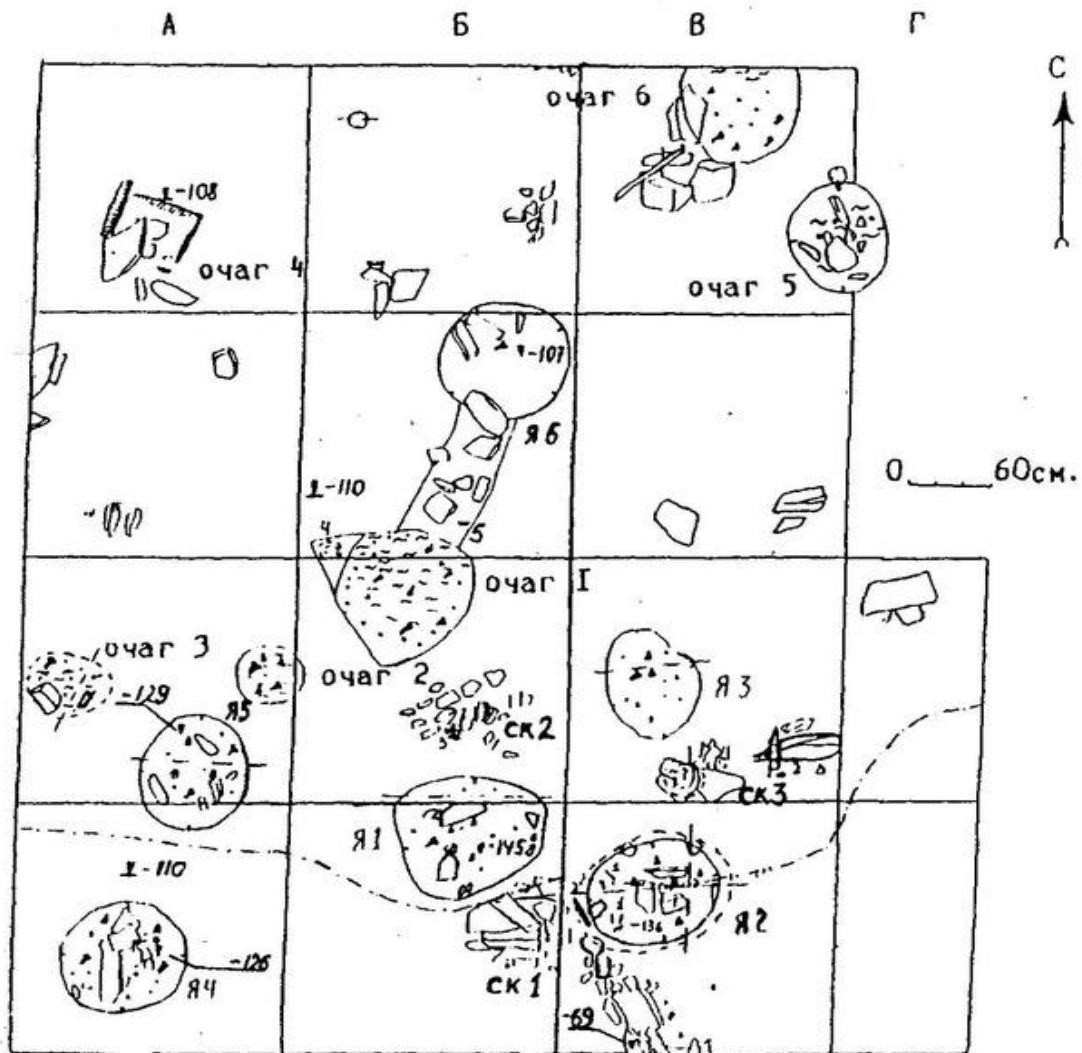 А Б В Г
С
очаг 6
1-108
очаг 4
очаг 5
-107
Я6
0 60см.
1-110
-5
очаг I
очаг 3
очаг 2
-129
Я5
Я3
ск2
ск3
Я1
-145
1-110
-136
Я2
-126
Я4
ск1
-69